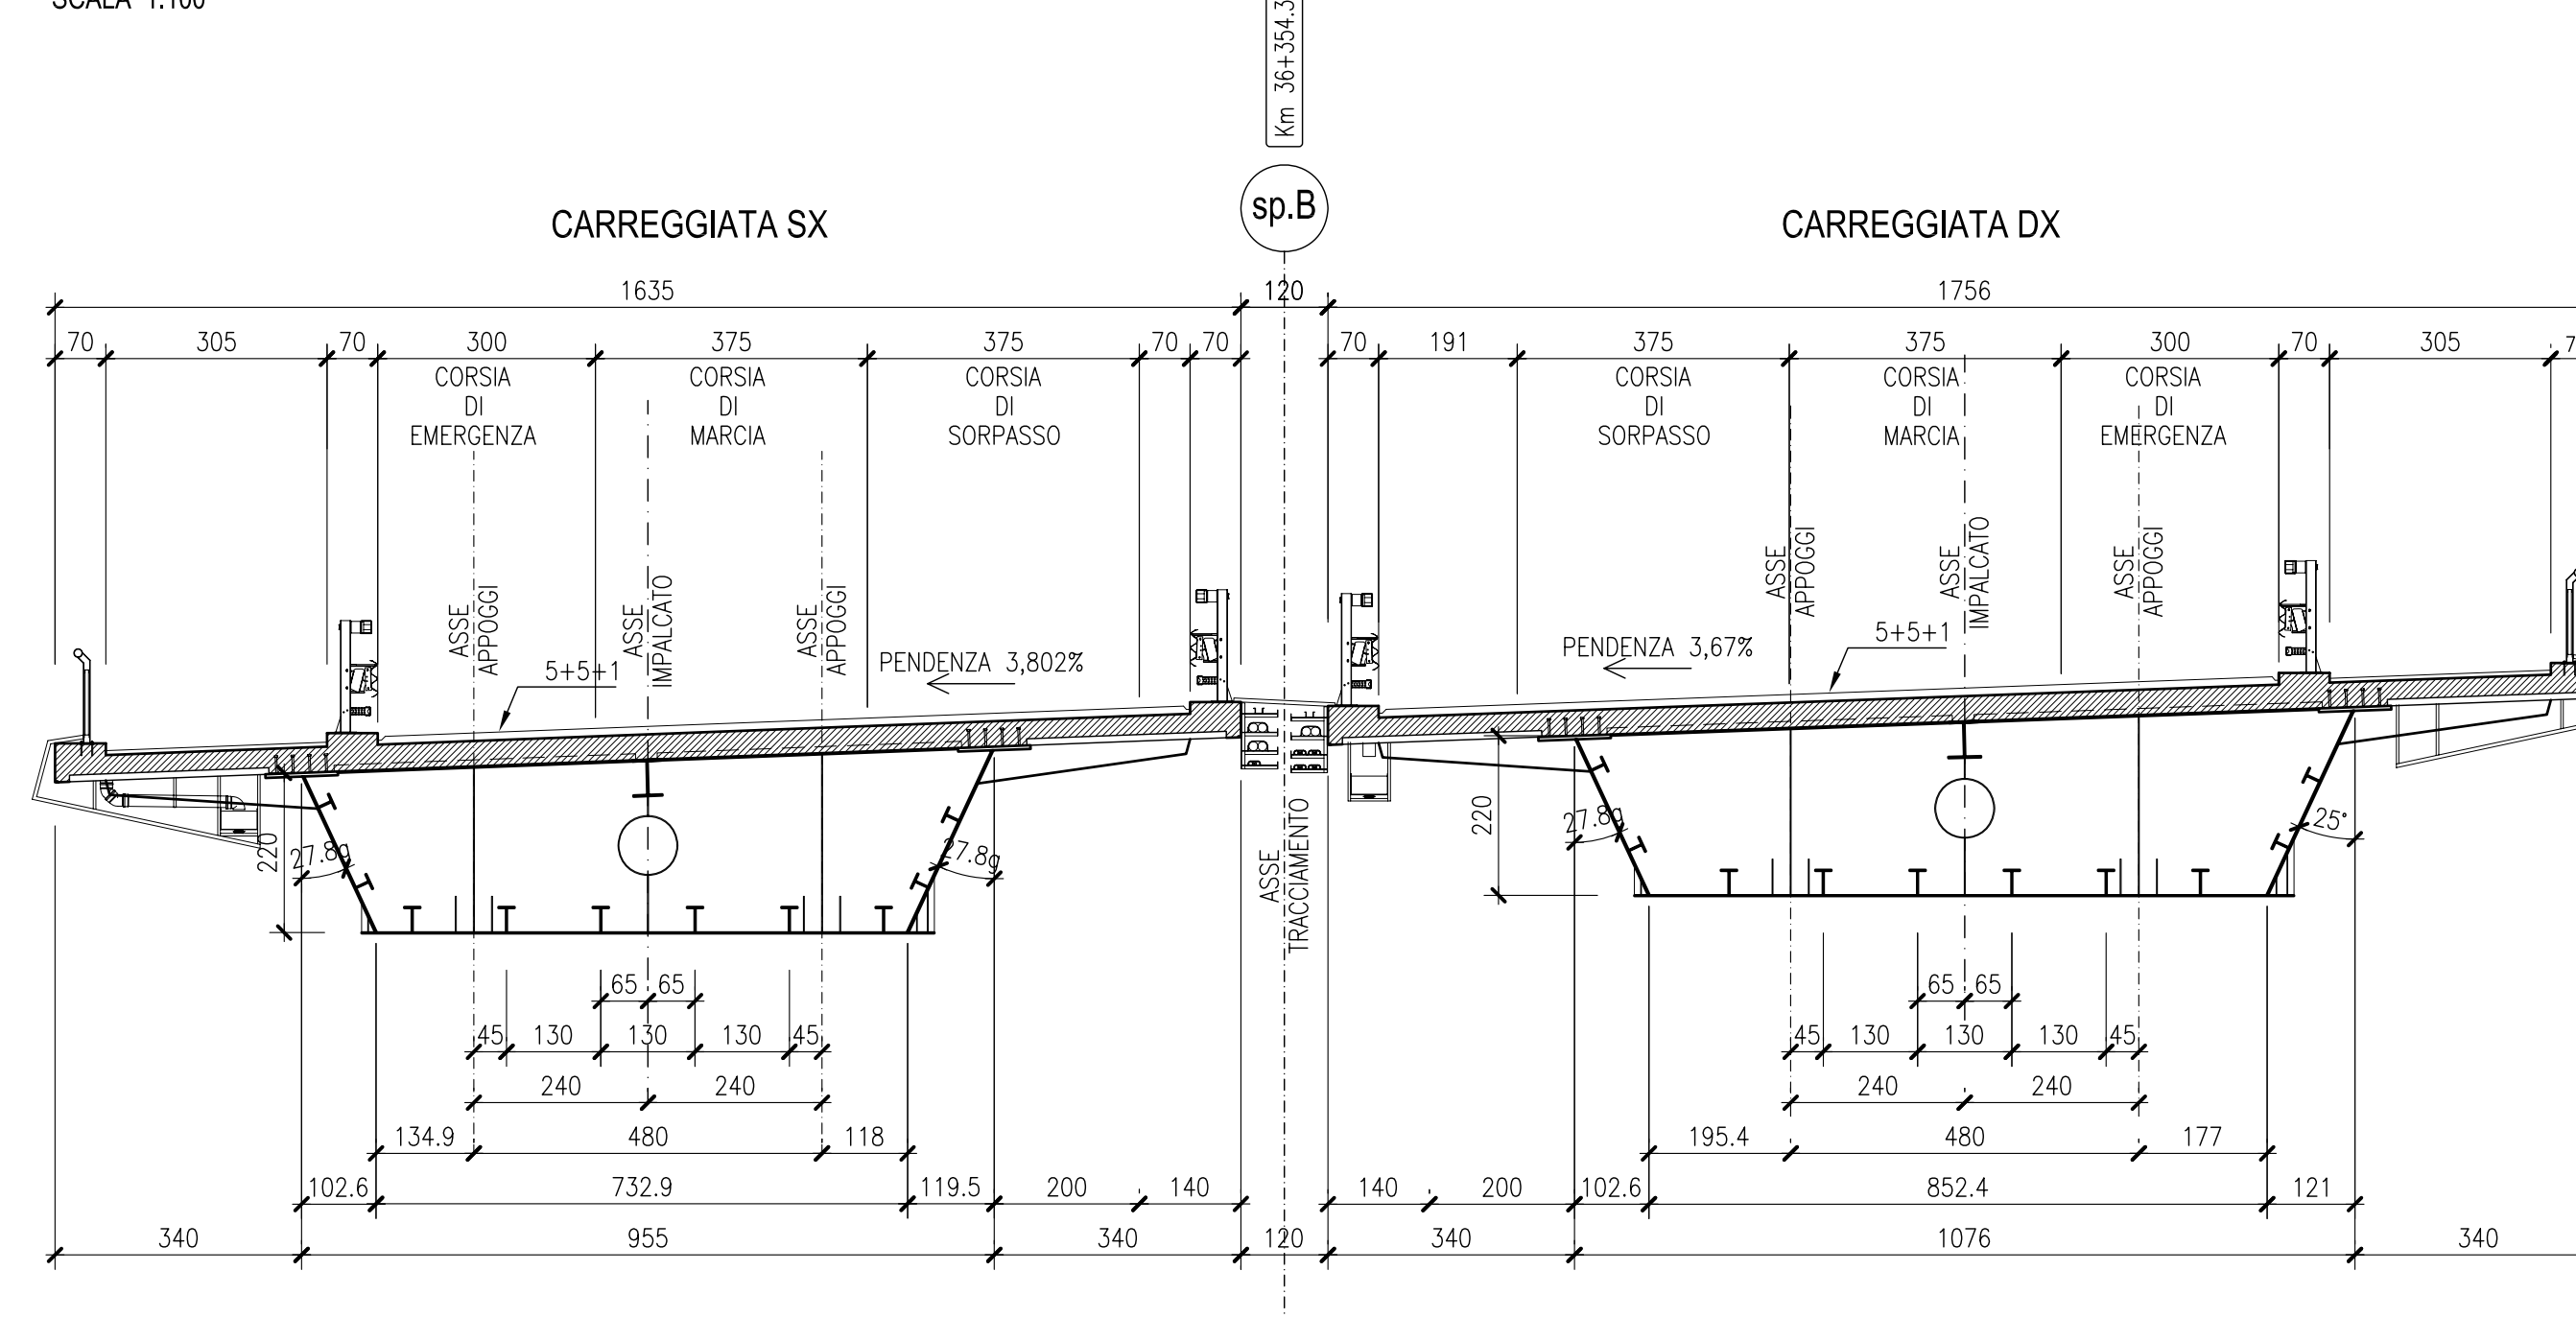 SCALA 1:100
Km 36+354.3
sp.B
CARREGGIATA SX
CARREGGIATA DX
1635
120
1756
70
305
70
300
375
375
70
70
70
191
375
375
300
70
305
CORSIA
DI
EMERGENZA
CORSIA
DI
MARCIA
CORSIA
DI
SORPASSO
CORSIA
DI
SORPASSO
CORSIA
DI
MARCIA
CORSIA
DI
EMERGENZA
ASSE
APPOGGI
ASSE
IMPALCATO
ASSE
APPOGGI
ASSE
APPOGGI
ASSE
IMPALCATO
ASSE
APPOGGI
5+5+1
PENDENZA 3,802%
PENDENZA 3,67%
5+5+1
220
27.8g
27.8g
ASSE
TRACCIAMENTO
220
27.8g
25°
65
65
65
65
45
130
130
130
45
45
130
130
130
45
240
240
240
240
134.9
480
118
195.4
480
177
102.6
732.9
119.5
200
140
140
200
102.6
852.4
121
340
955
340
120
340
1076
340